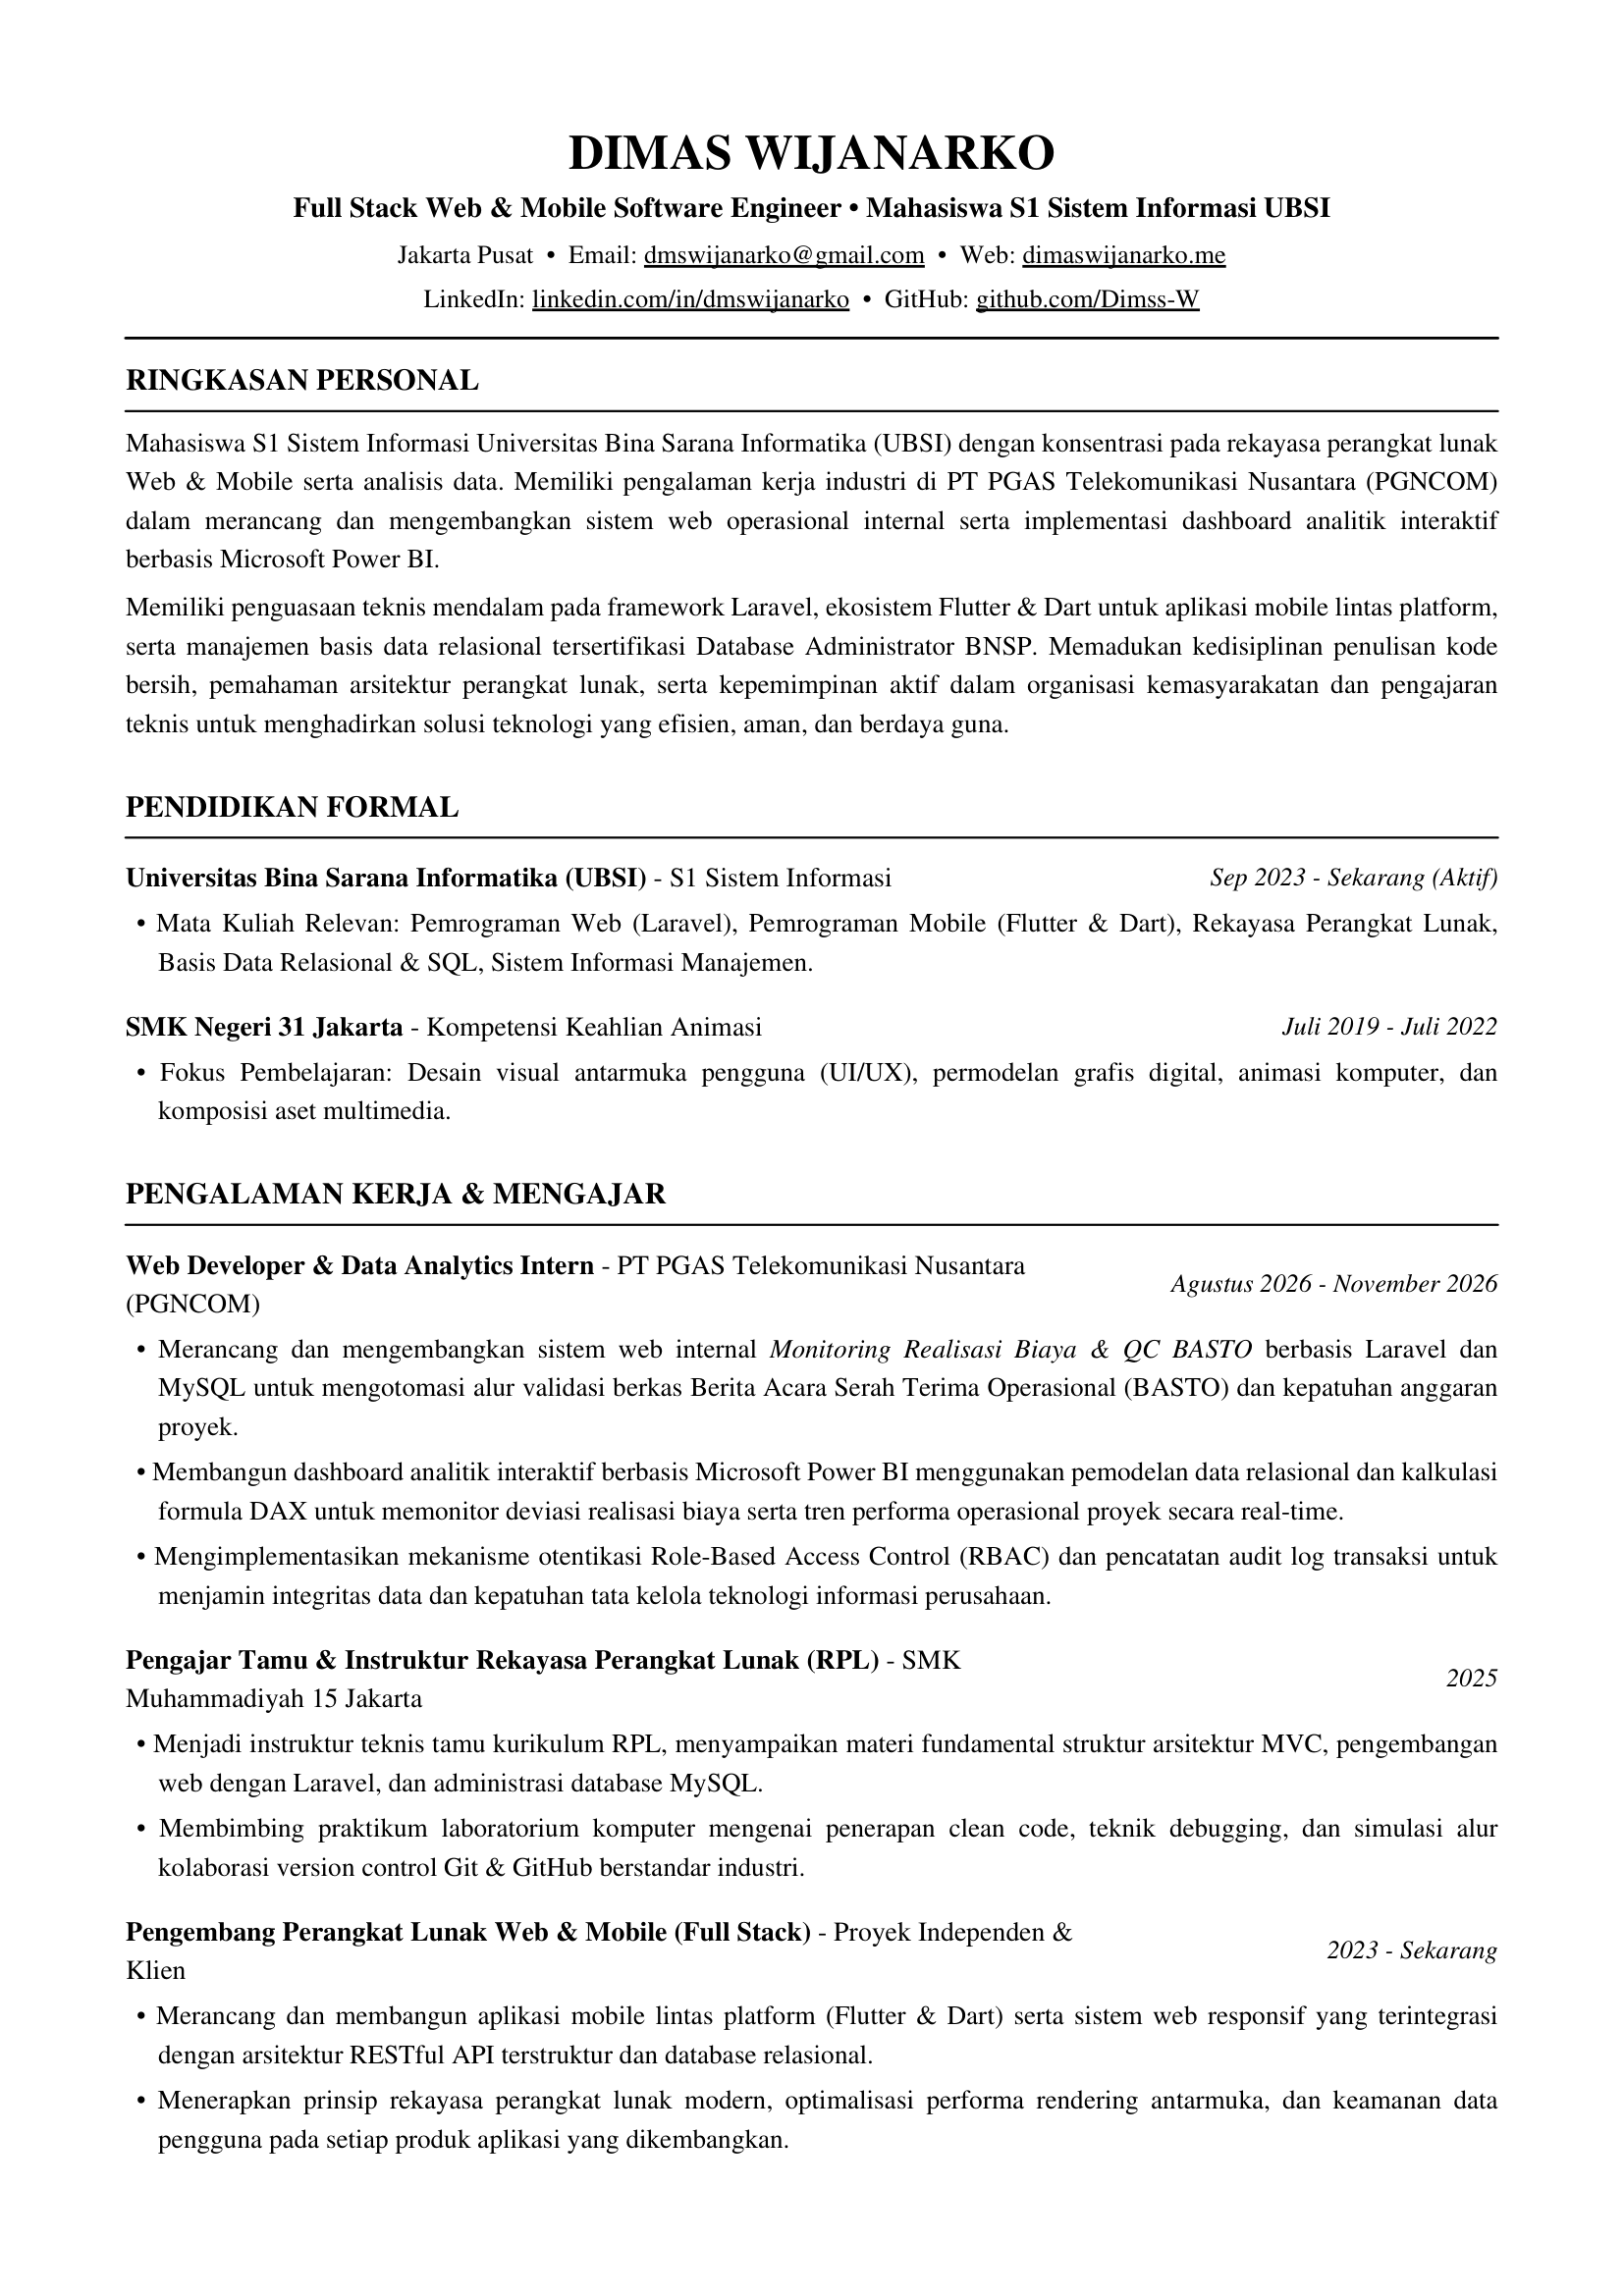 DIMAS WIJANARKO
Full Stack Web & Mobile Software Engineer • Mahasiswa S1 Sistem Informasi UBSI
Jakarta Pusat • Email: dmswijanarko@gmail.com • Web: dimaswijanarko.me
LinkedIn: linkedin.com/in/dmswijanarko • GitHub: github.com/Dimss-W
RINGKASAN PERSONAL
Mahasiswa S1 Sistem Informasi Universitas Bina Sarana Informatika (UBSI) dengan konsentrasi pada rekayasa perangkat lunak
Web & Mobile serta analisis data. Memiliki pengalaman kerja industri di PT PGAS Telekomunikasi Nusantara (PGNCOM)
dalam merancang dan mengembangkan sistem web operasional internal serta implementasi dashboard analitik interaktif
berbasis Microsoft Power BI.
Memiliki penguasaan teknis mendalam pada framework Laravel, ekosistem Flutter & Dart untuk aplikasi mobile lintas platform,
serta manajemen basis data relasional tersertifikasi Database Administrator BNSP. Memadukan kedisiplinan penulisan kode
bersih, pemahaman arsitektur perangkat lunak, serta kepemimpinan aktif dalam organisasi kemasyarakatan dan pengajaran
teknis untuk menghadirkan solusi teknologi yang efisien, aman, dan berdaya guna.
PENDIDIKAN FORMAL
Universitas Bina Sarana Informatika (UBSI) - S1 Sistem Informasi Sep 2023 - Sekarang (Aktif)
• Mata Kuliah Relevan: Pemrograman Web (Laravel), Pemrograman Mobile (Flutter & Dart), Rekayasa Perangkat Lunak,
Basis Data Relasional & SQL, Sistem Informasi Manajemen.
SMK Negeri 31 Jakarta - Kompetensi Keahlian Animasi Juli 2019 - Juli 2022
• Fokus Pembelajaran: Desain visual antarmuka pengguna (UI/UX), permodelan grafis digital, animasi komputer, dan
komposisi aset multimedia.
PENGALAMAN KERJA & MENGAJAR
Web Developer & Data Analytics Intern - PT PGAS Telekomunikasi Nusantara
(PGNCOM)
Agustus 2026 - November 2026
• Merancang dan mengembangkan sistem web internal Monitoring Realisasi Biaya & QC BASTO berbasis Laravel dan
MySQL untuk mengotomasi alur validasi berkas Berita Acara Serah Terima Operasional (BASTO) dan kepatuhan anggaran
proyek.
• Membangun dashboard analitik interaktif berbasis Microsoft Power BI menggunakan pemodelan data relasional dan kalkulasi
formula DAX untuk memonitor deviasi realisasi biaya serta tren performa operasional proyek secara real-time.
• Mengimplementasikan mekanisme otentikasi Role-Based Access Control (RBAC) dan pencatatan audit log transaksi untuk
menjamin integritas data dan kepatuhan tata kelola teknologi informasi perusahaan.
Pengajar Tamu & Instruktur Rekayasa Perangkat Lunak (RPL) - SMK
Muhammadiyah 15 Jakarta
2025
• Menjadi instruktur teknis tamu kurikulum RPL, menyampaikan materi fundamental struktur arsitektur MVC, pengembangan
web dengan Laravel, dan administrasi database MySQL.
• Membimbing praktikum laboratorium komputer mengenai penerapan clean code, teknik debugging, dan simulasi alur
kolaborasi version control Git & GitHub berstandar industri.
Pengembang Perangkat Lunak Web & Mobile (Full Stack) - Proyek Independen &
Klien
2023 - Sekarang
• Merancang dan membangun aplikasi mobile lintas platform (Flutter & Dart) serta sistem web responsif yang terintegrasi
dengan arsitektur RESTful API terstruktur dan database relasional.
• Menerapkan prinsip rekayasa perangkat lunak modern, optimalisasi performa rendering antarmuka, dan keamanan data
pengguna pada setiap produk aplikasi yang dikembangkan.